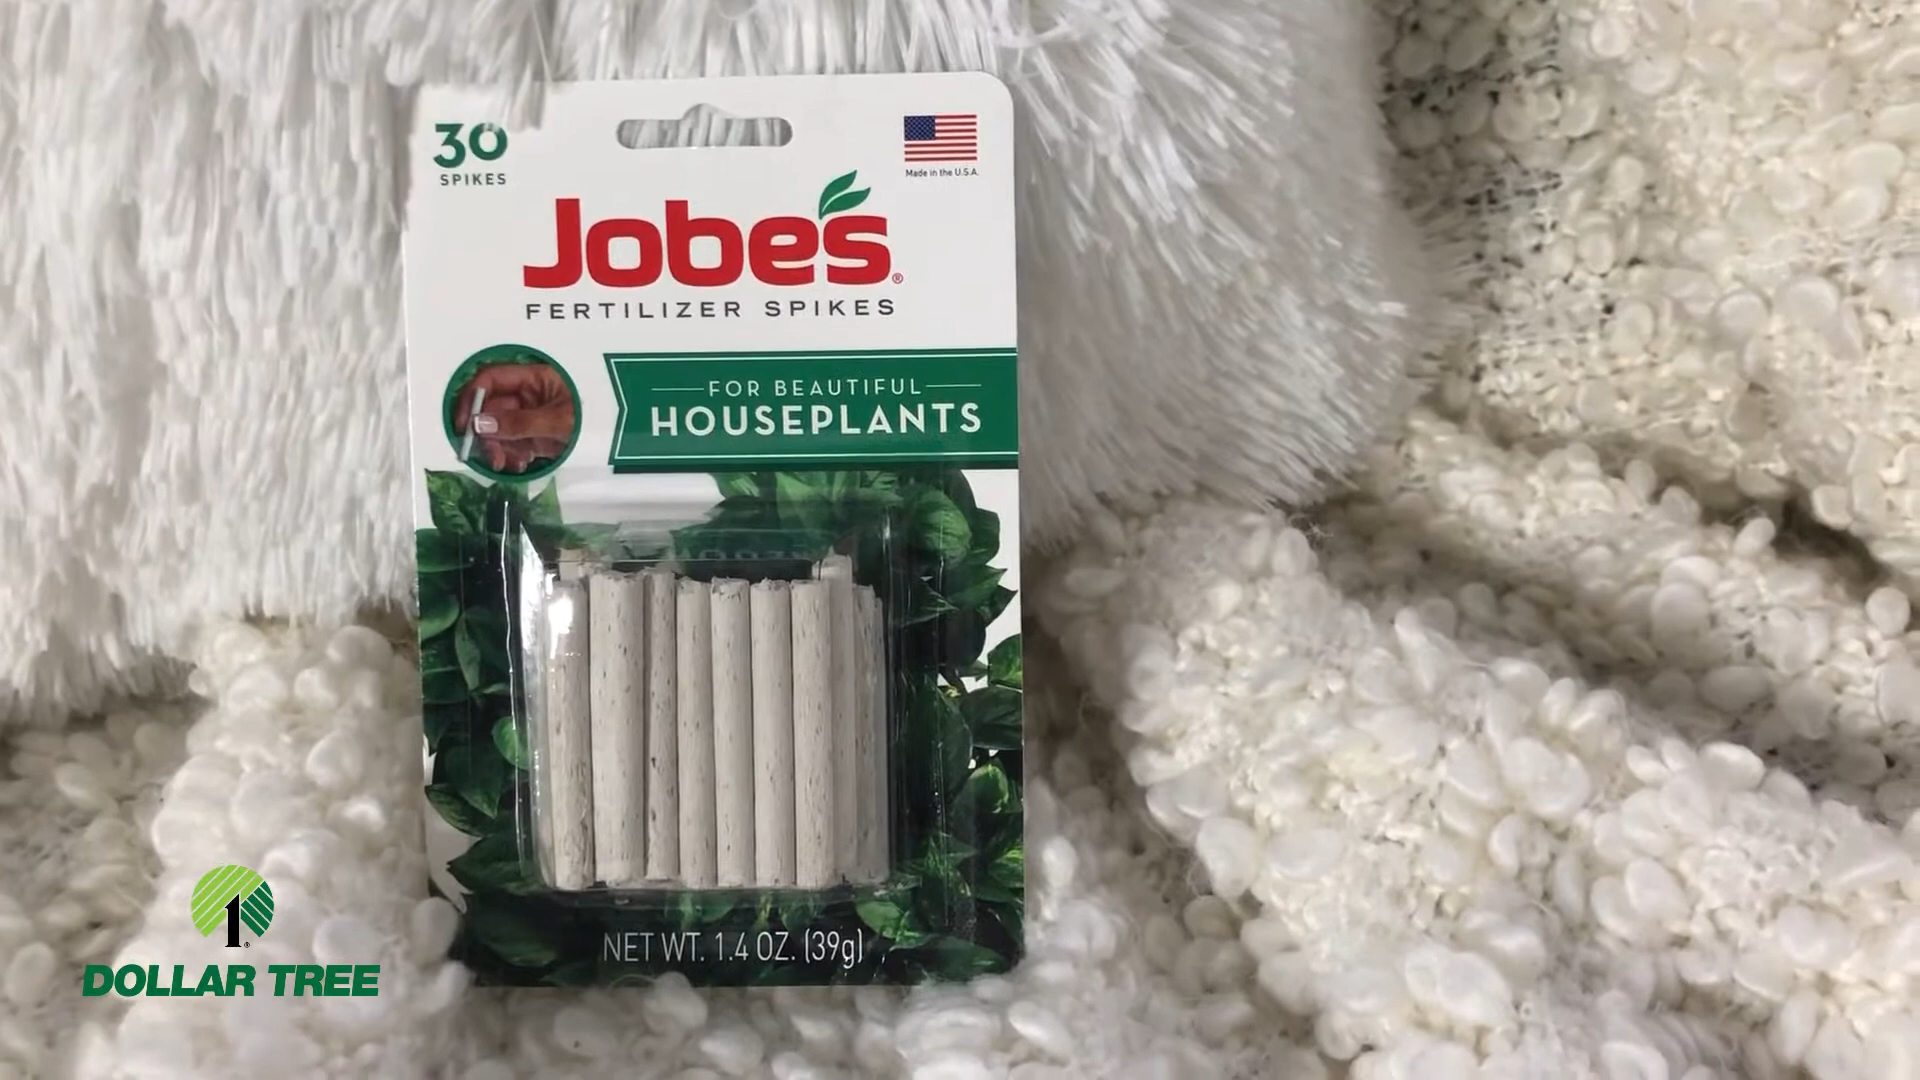 30
SPIKES
Made in the U.S.A.
Jobe's®
FERTILIZER SPIKES
FOR BEAUTIFUL
HOUSEPLANTS
NET WT. 1.4 OZ. (39g)
1®
DOLLAR TREE